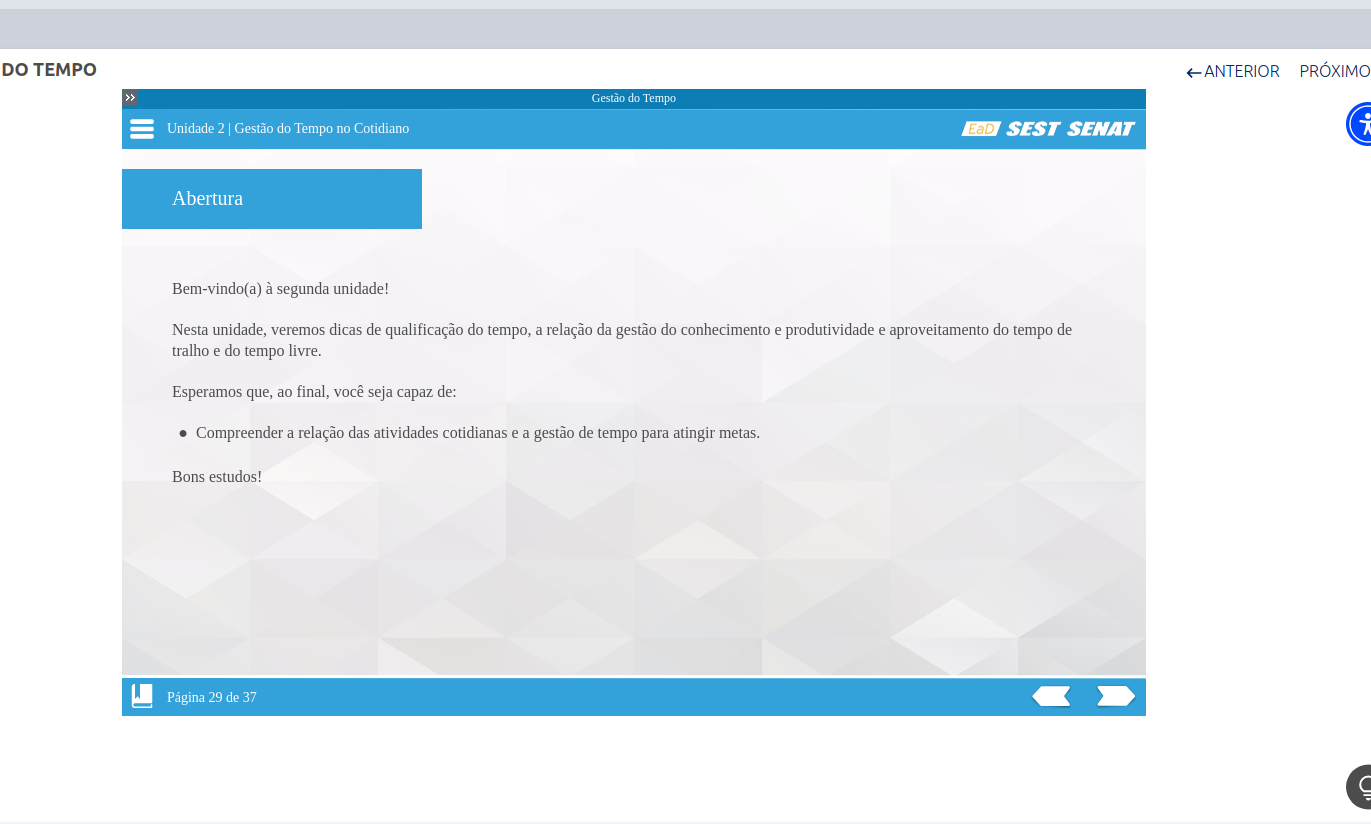 DO TEMPO
ANTERIOR PRÓXIMO
Gestão do Tempo
Unidade 2 | Gestão do Tempo no Cotidiano
EaD SEST SENAT
Abertura
Bem-vindo(a) à segunda unidade!
Nesta unidade, veremos dicas de qualificação do tempo, a relação da gestão do conhecimento e produtividade e aproveitamento do tempo de
tralho e do tempo livre.
Esperamos que, ao final, você seja capaz de:
● Compreender a relação das atividades cotidianas e a gestão de tempo para atingir metas.
Bons estudos!
Página 29 de 37